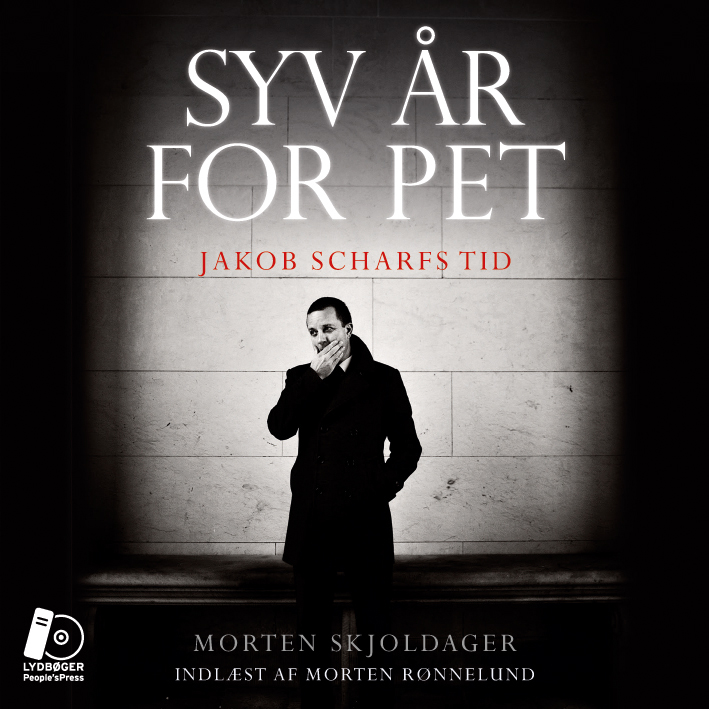 SYV ÅR
FOR PET
JAKOB SCHARFS TID
MORTEN SKJOLDAGER
INDLÆST AF MORTEN RØNNELUND
LYDBØGER
People'sPress